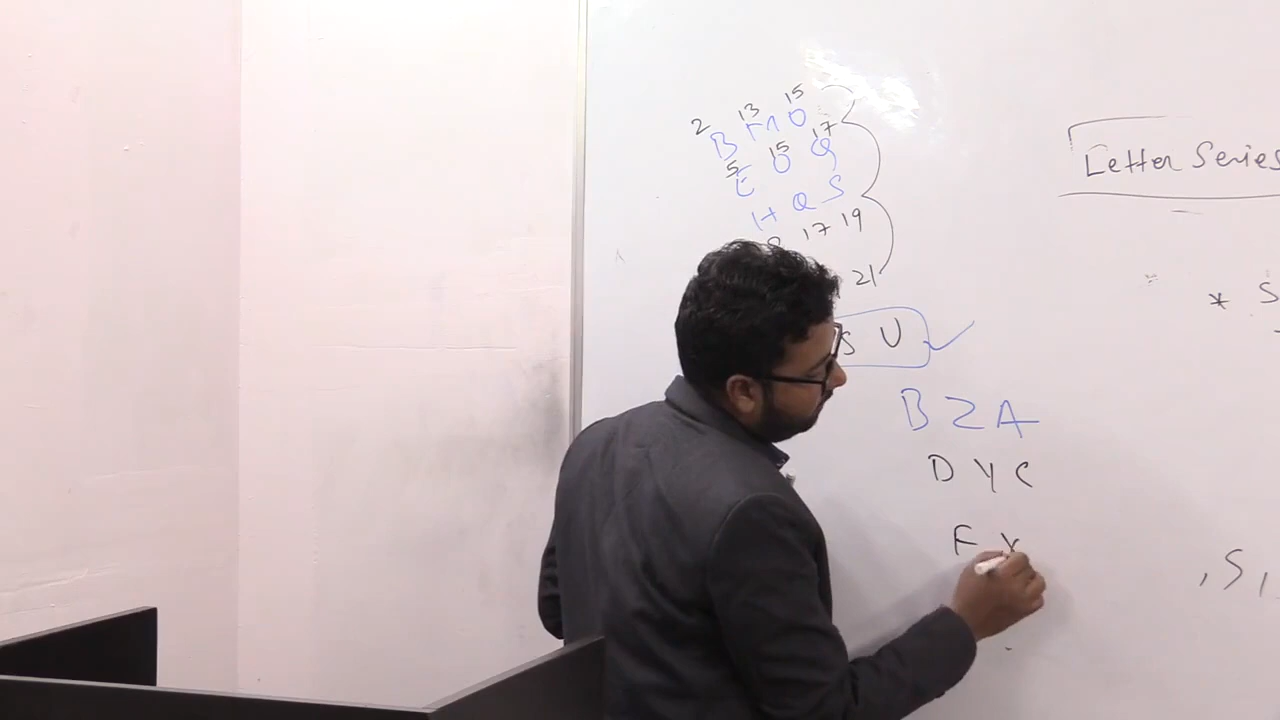 2 13 15
B M O
5 15 17
E O Q
H Q S
8 17 19
21
S U
B Z A
D Y C
F X
Letter Series
* S
, S ,